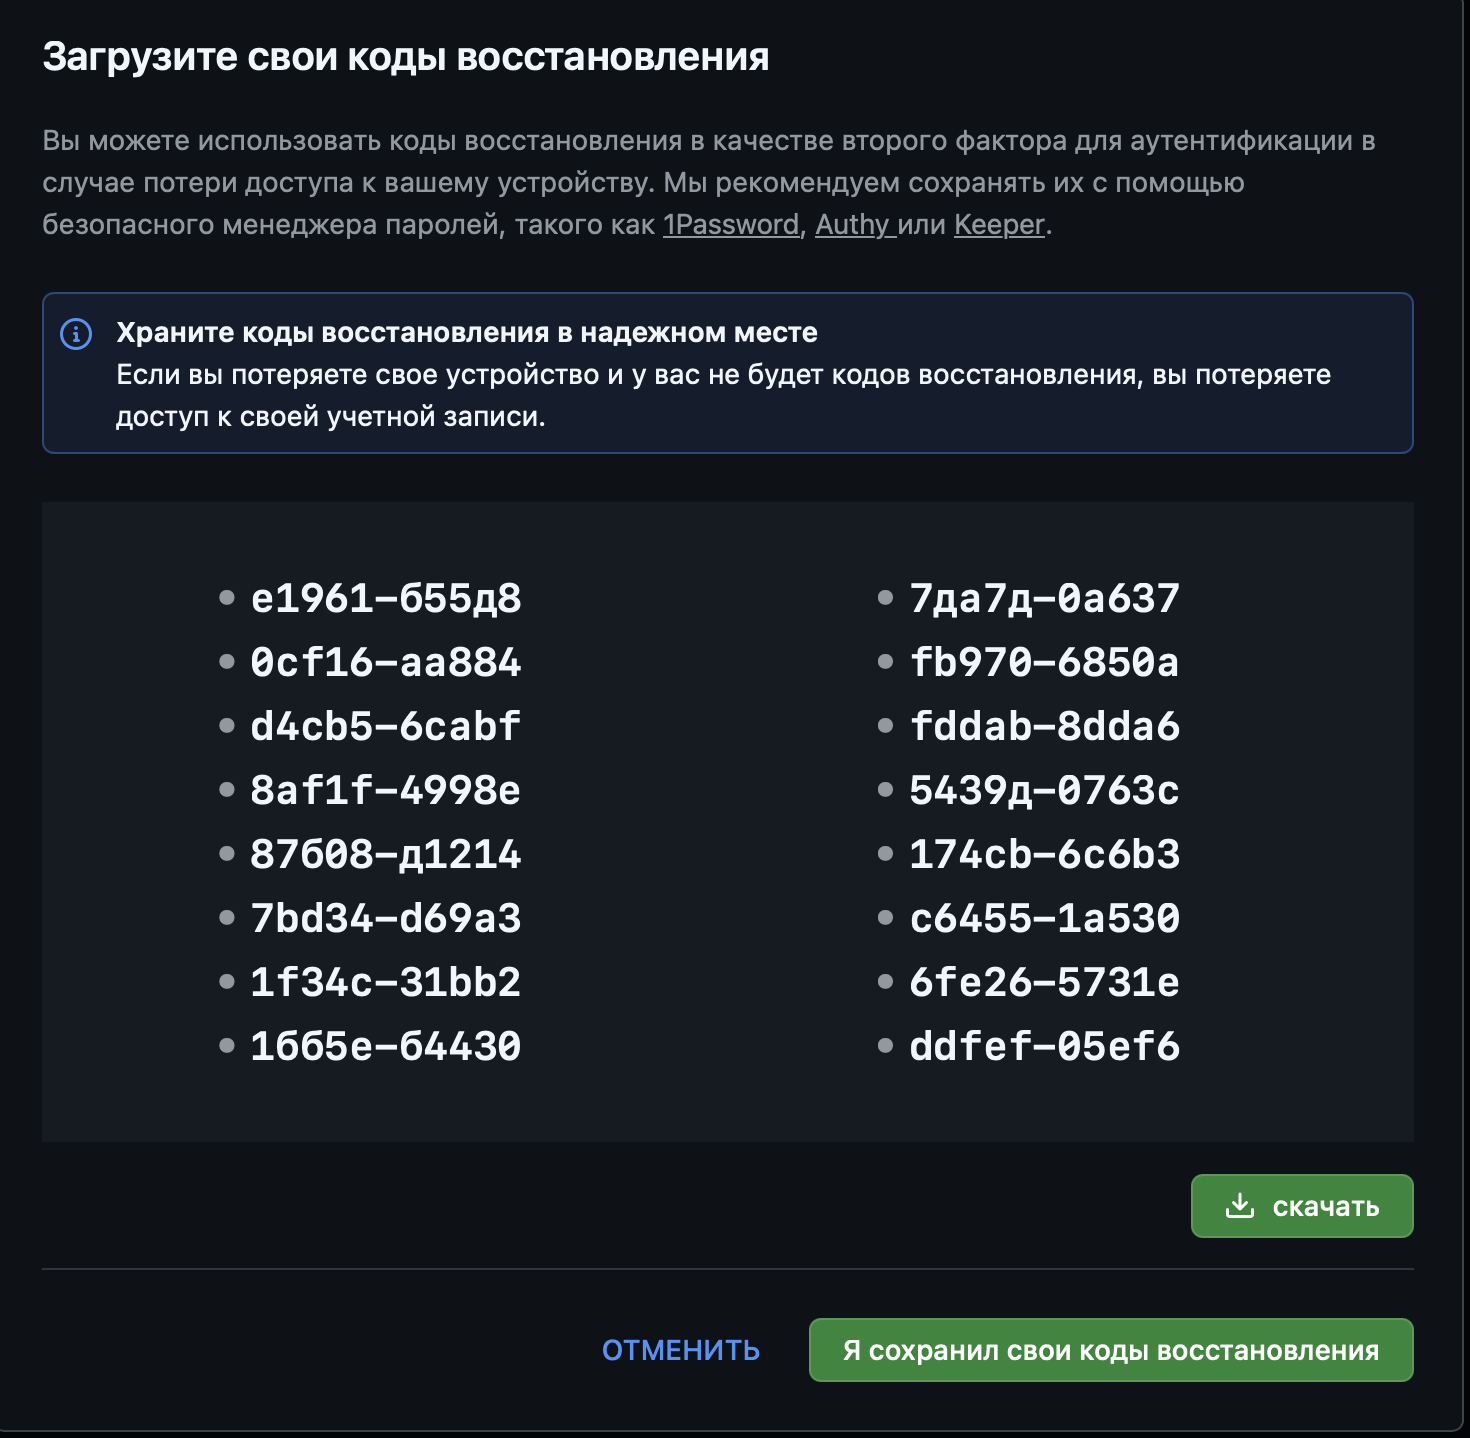 Загрузите свои коды восстановления
Вы можете использовать коды восстановления в качестве второго фактора для аутентификации в
случае потери доступа к вашему устройству. Мы рекомендуем сохранять их с помощью
безопасного менеджера паролей, такого как 1Password, Authy или Keeper.
Храните коды восстановления в надежном месте
Если вы потеряете свое устройство и у вас не будет кодов восстановления, вы потеряете
доступ к своей учетной записи.
e1961-б55д8
0cf16-aa884
d4cb5-6cabf
8af1f-4998e
87б08-д1214
7bd34-d69a3
1f34c-31bb2
1бб5e-б4430
7да7д-0a637
fb970-6850a
fddab-8dda6
5439д-0763c
174cb-6c6b3
c6455-1a530
6fe26-5731e
ddfef-05ef6
скачать
ОТМЕНИТЬ
Я сохранил свои коды восстановления